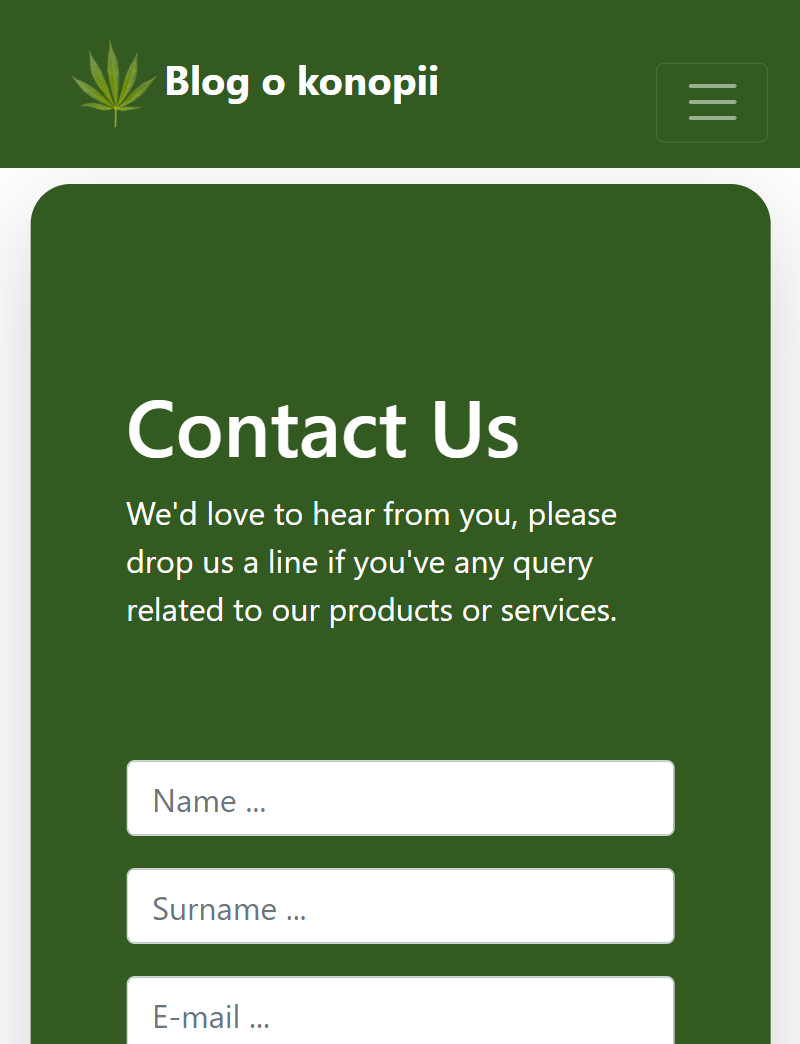 Blog o konopii
Contact Us
We'd love to hear from you, please
drop us a line if you've any query
related to our products or services.
Name ...
Surname ...
E-mail ...